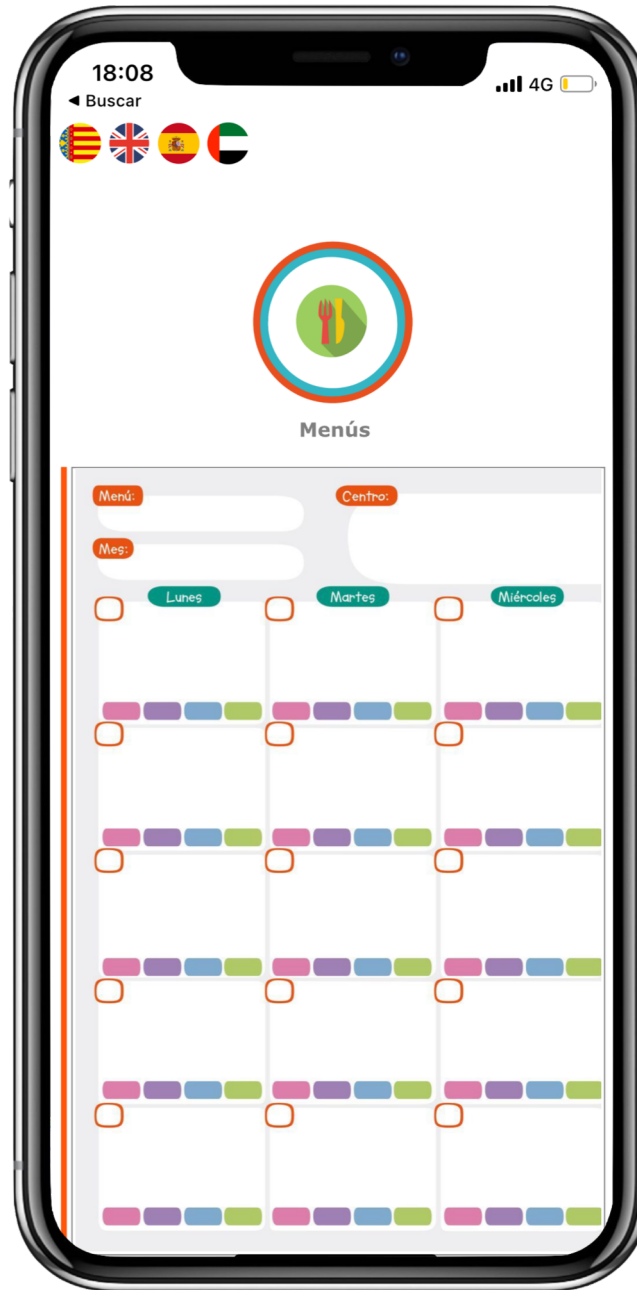 18:08
4G
◀ Buscar
Menús
Menú:
Centro:
Mes:
Lunes
Martes
Miércoles